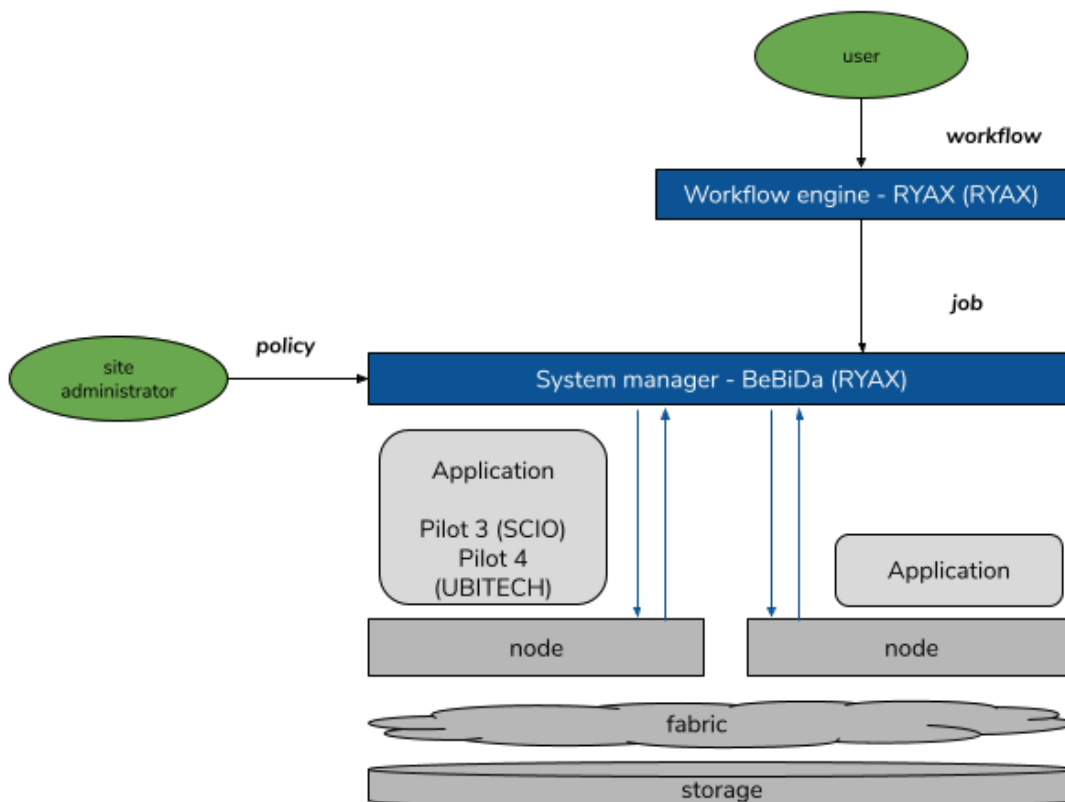 user
workflow
Workflow engine - RYAX (RYAX)
job
policy
site
administrator
System manager - BeBiDa (RYAX)
Application
Pilot 3 (SCIO)
Pilot 4
(UBITECH)
Application
node
node
fabric
storage